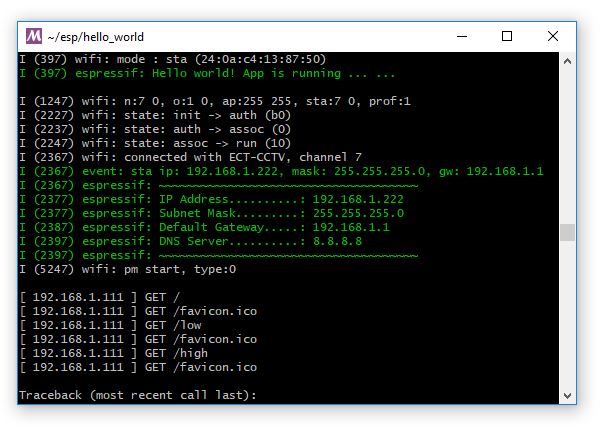 ~/esp/hello_world
I (397) wifi: mode : sta (24:0a:c4:13:87:50)
I (397) espressif: Hello world! App is running ... ...
I (1247) wifi: n:7 0, o:1 0, ap:255 255, sta:7 0, prof:1
I (2227) wifi: state: init -> auth (b0)
I (2237) wifi: state: auth -> assoc (0)
I (2247) wifi: state: assoc -> run (10)
I (2367) wifi: connected with ECT-CCTV, channel 7
I (2367) event: sta ip: 192.168.1.222, mask: 255.255.255.0, gw: 192.168.1.1
I (2367) espressif: ~~~~~~~~~~~~~~~~~~~~~~~~~~~~~~~~~~~~~
I (2377) espressif: IP Address..........: 192.168.1.222
I (2377) espressif: Subnet Mask.........: 255.255.255.0
I (2387) espressif: Default Gateway.....: 192.168.1.1
I (2397) espressif: DNS Server..........: 8.8.8.8
I (2397) espressif: ~~~~~~~~~~~~~~~~~~~~~~~~~~~~~~~~~~~~~
I (5247) wifi: pm start, type:0
[ 192.168.1.111 ] GET /
[ 192.168.1.111 ] GET /favicon.ico
[ 192.168.1.111 ] GET /low
[ 192.168.1.111 ] GET /favicon.ico
[ 192.168.1.111 ] GET /high
[ 192.168.1.111 ] GET /favicon.ico
Traceback (most recent call last):